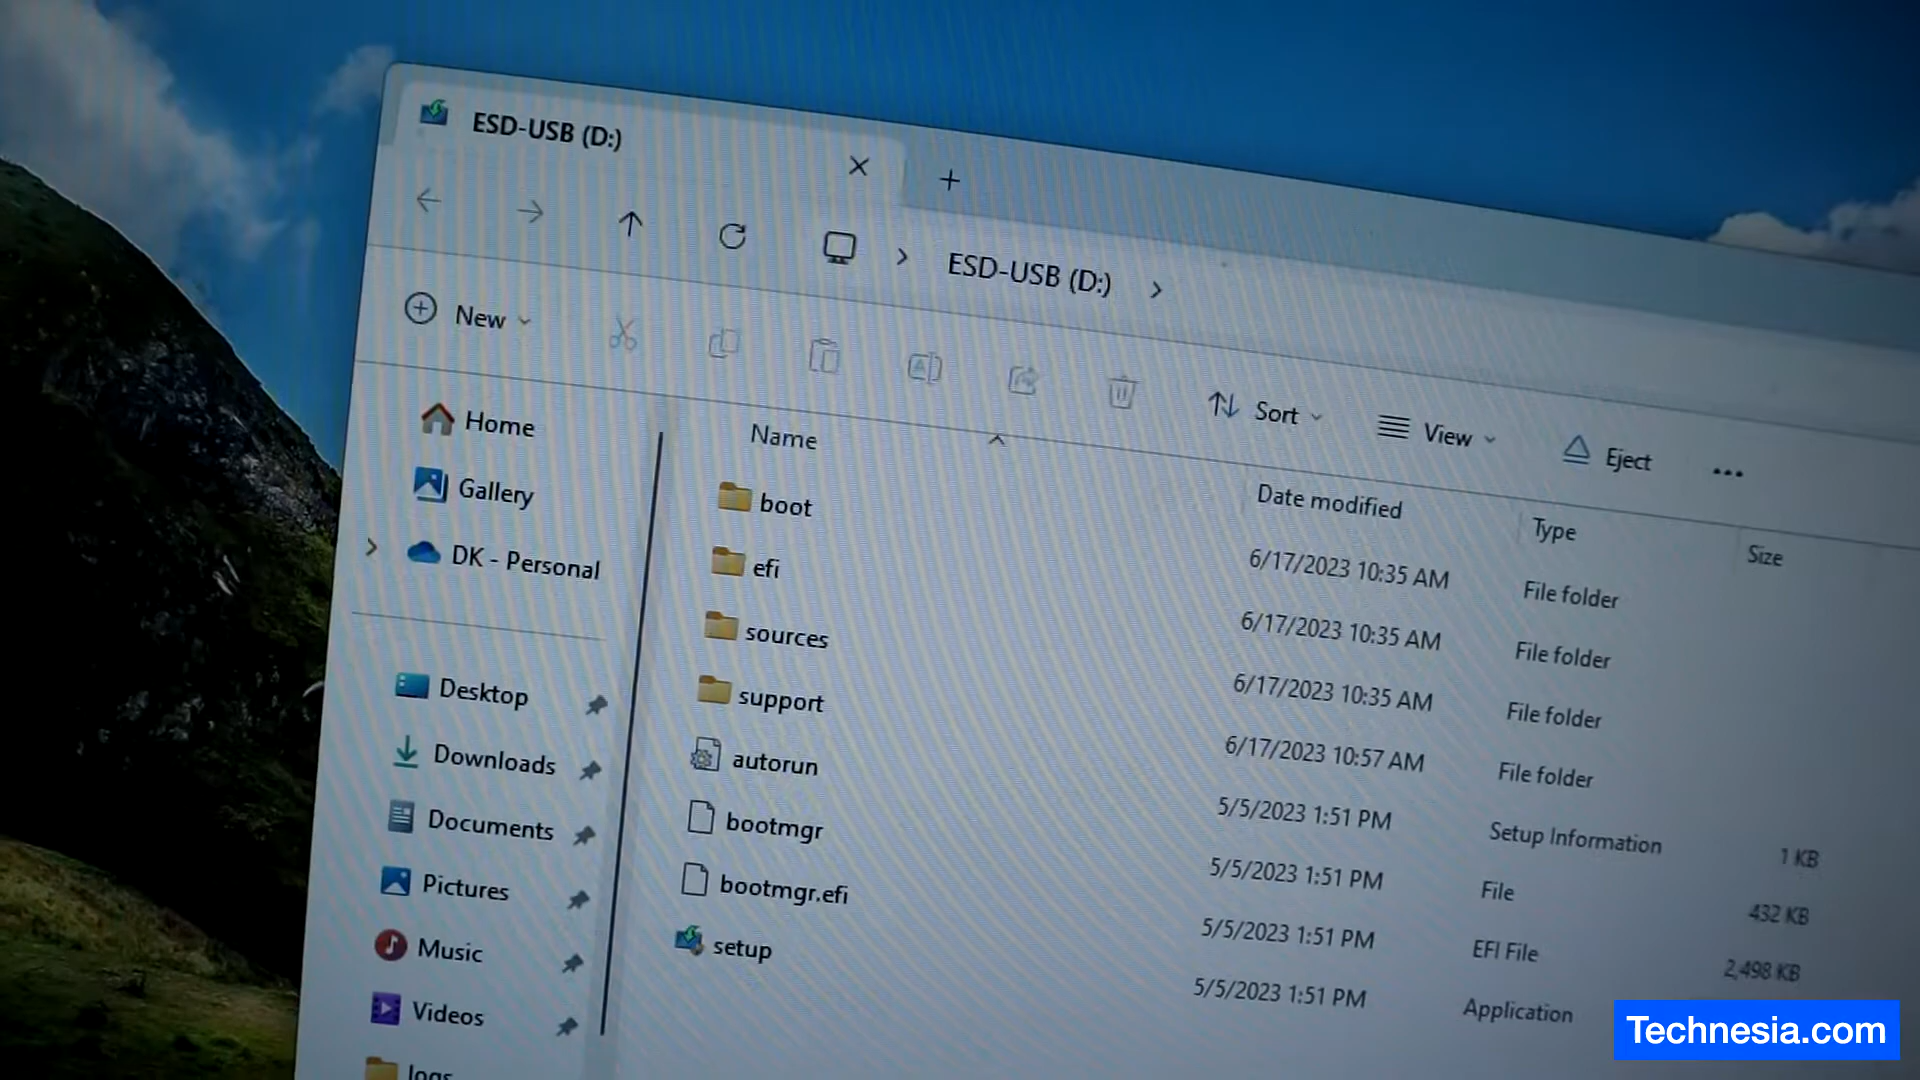 ESD-USB (D:)
ESD-USB (D:)
New
Sort
View
Eject
Home
Gallery
DK - Personal
Desktop
Downloads
Documents
Pictures
Music
Videos
logs
Name Date modified Type Size
boot 6/17/2023 10:35 AM File folder
efi 6/17/2023 10:35 AM File folder
sources 6/17/2023 10:35 AM File folder
support 6/17/2023 10:57 AM File folder
autorun 5/5/2023 1:51 PM Setup Information 1 KB
bootmgr 5/5/2023 1:51 PM File 432 KB
bootmgr.efi 5/5/2023 1:51 PM EFI File 2,498 KB
setup 5/5/2023 1:51 PM Application
Technesia.com